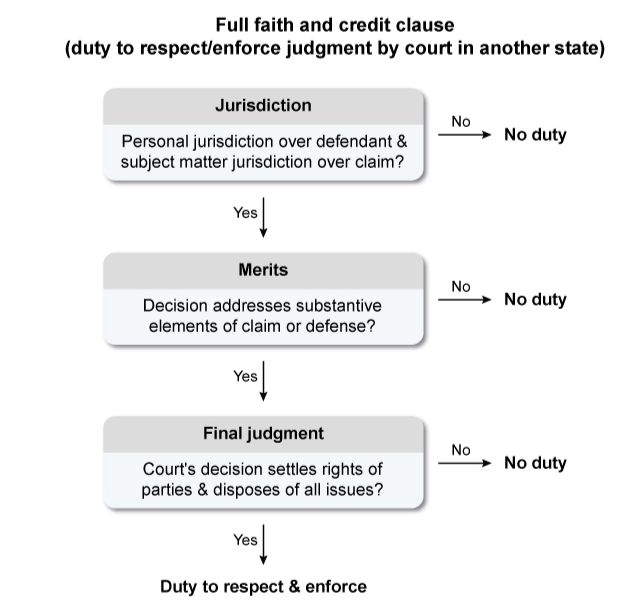 Full faith and credit clause
(duty to respect/enforce judgment by court in another state)
Jurisdiction
Personal jurisdiction over defendant &
subject matter jurisdiction over claim?
No
No duty
Yes
Merits
Decision addresses substantive
elements of claim or defense?
No
No duty
Yes
Final judgment
Court's decision settles rights of
parties & disposes of all issues?
No
No duty
Yes
Duty to respect & enforce